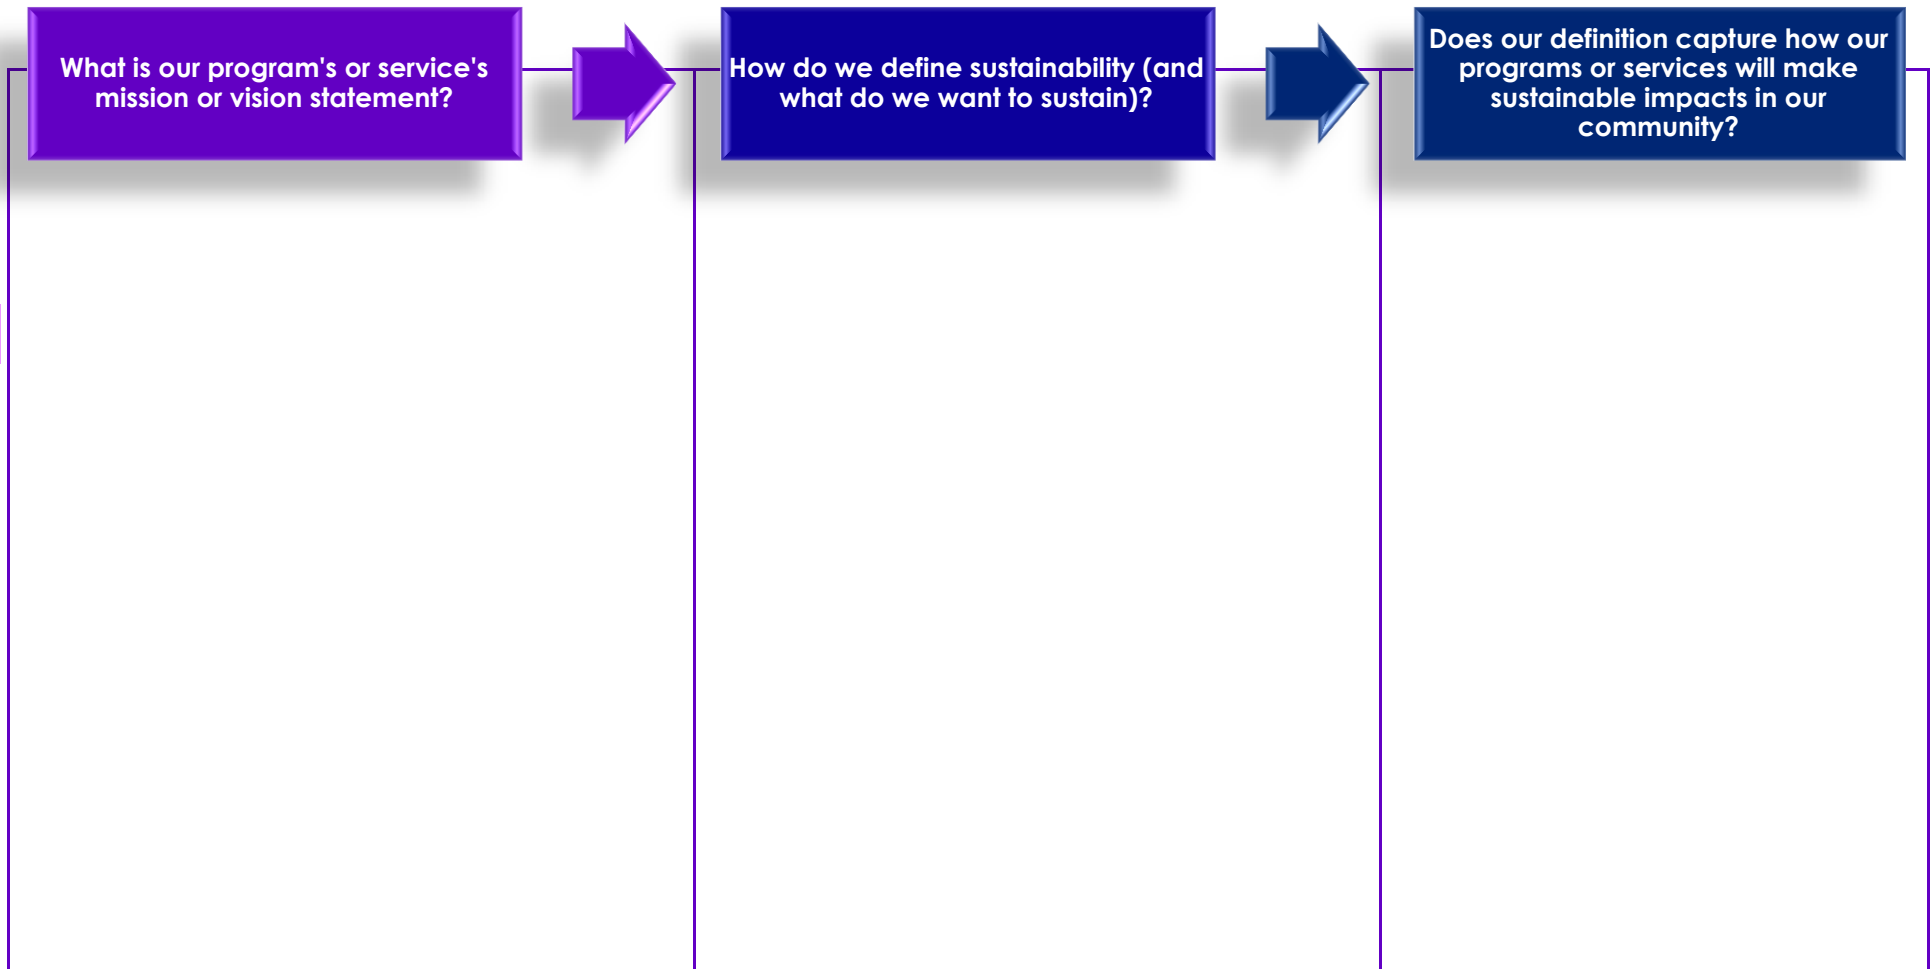 What is our program's or service's
mission or vision statement?
How do we define sustainability (and
what do we want to sustain)?
Does our definition capture how our
programs or services will make
sustainable impacts in our
community?